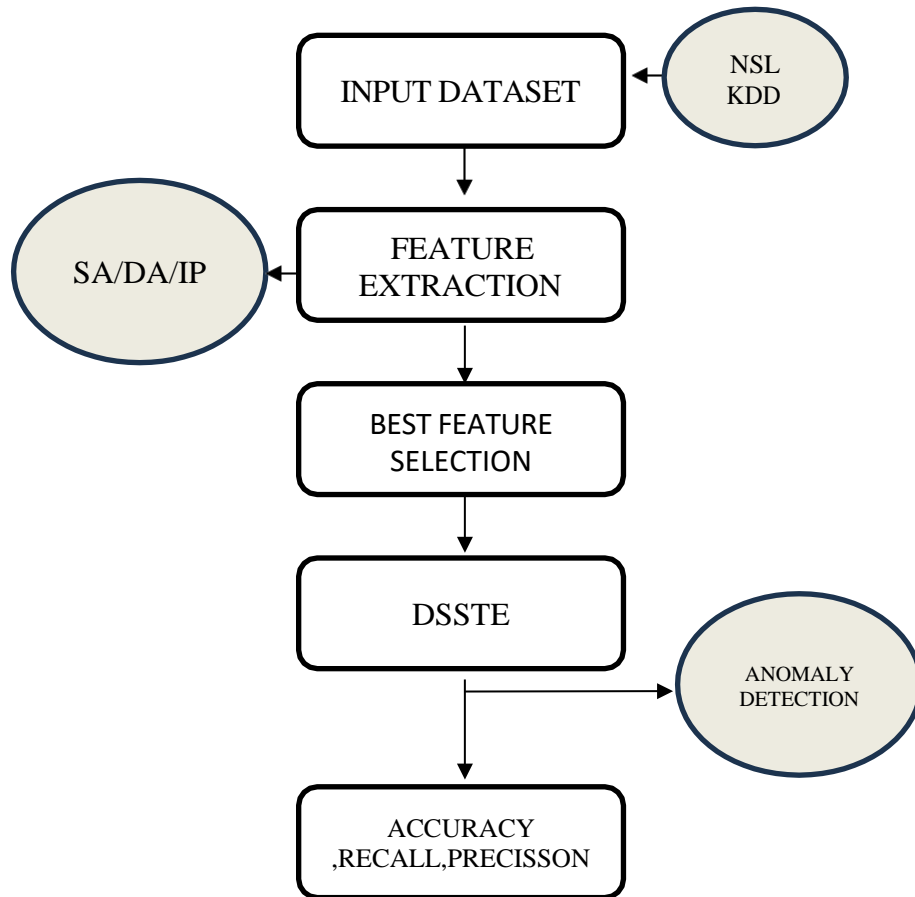 INPUT DATASET
NSL
KDD
SA/DA/IP
FEATURE
EXTRACTION
BEST FEATURE
SELECTION
DSSTE
ANOMALY
DETECTION
ACCURACY
,RECALL,PRECISSON